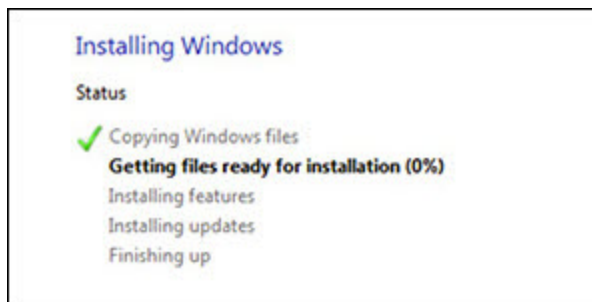 Installing Windows
Status
Copying Windows files
Getting files ready for installation (0%)
Installing features
Installing updates
Finishing up